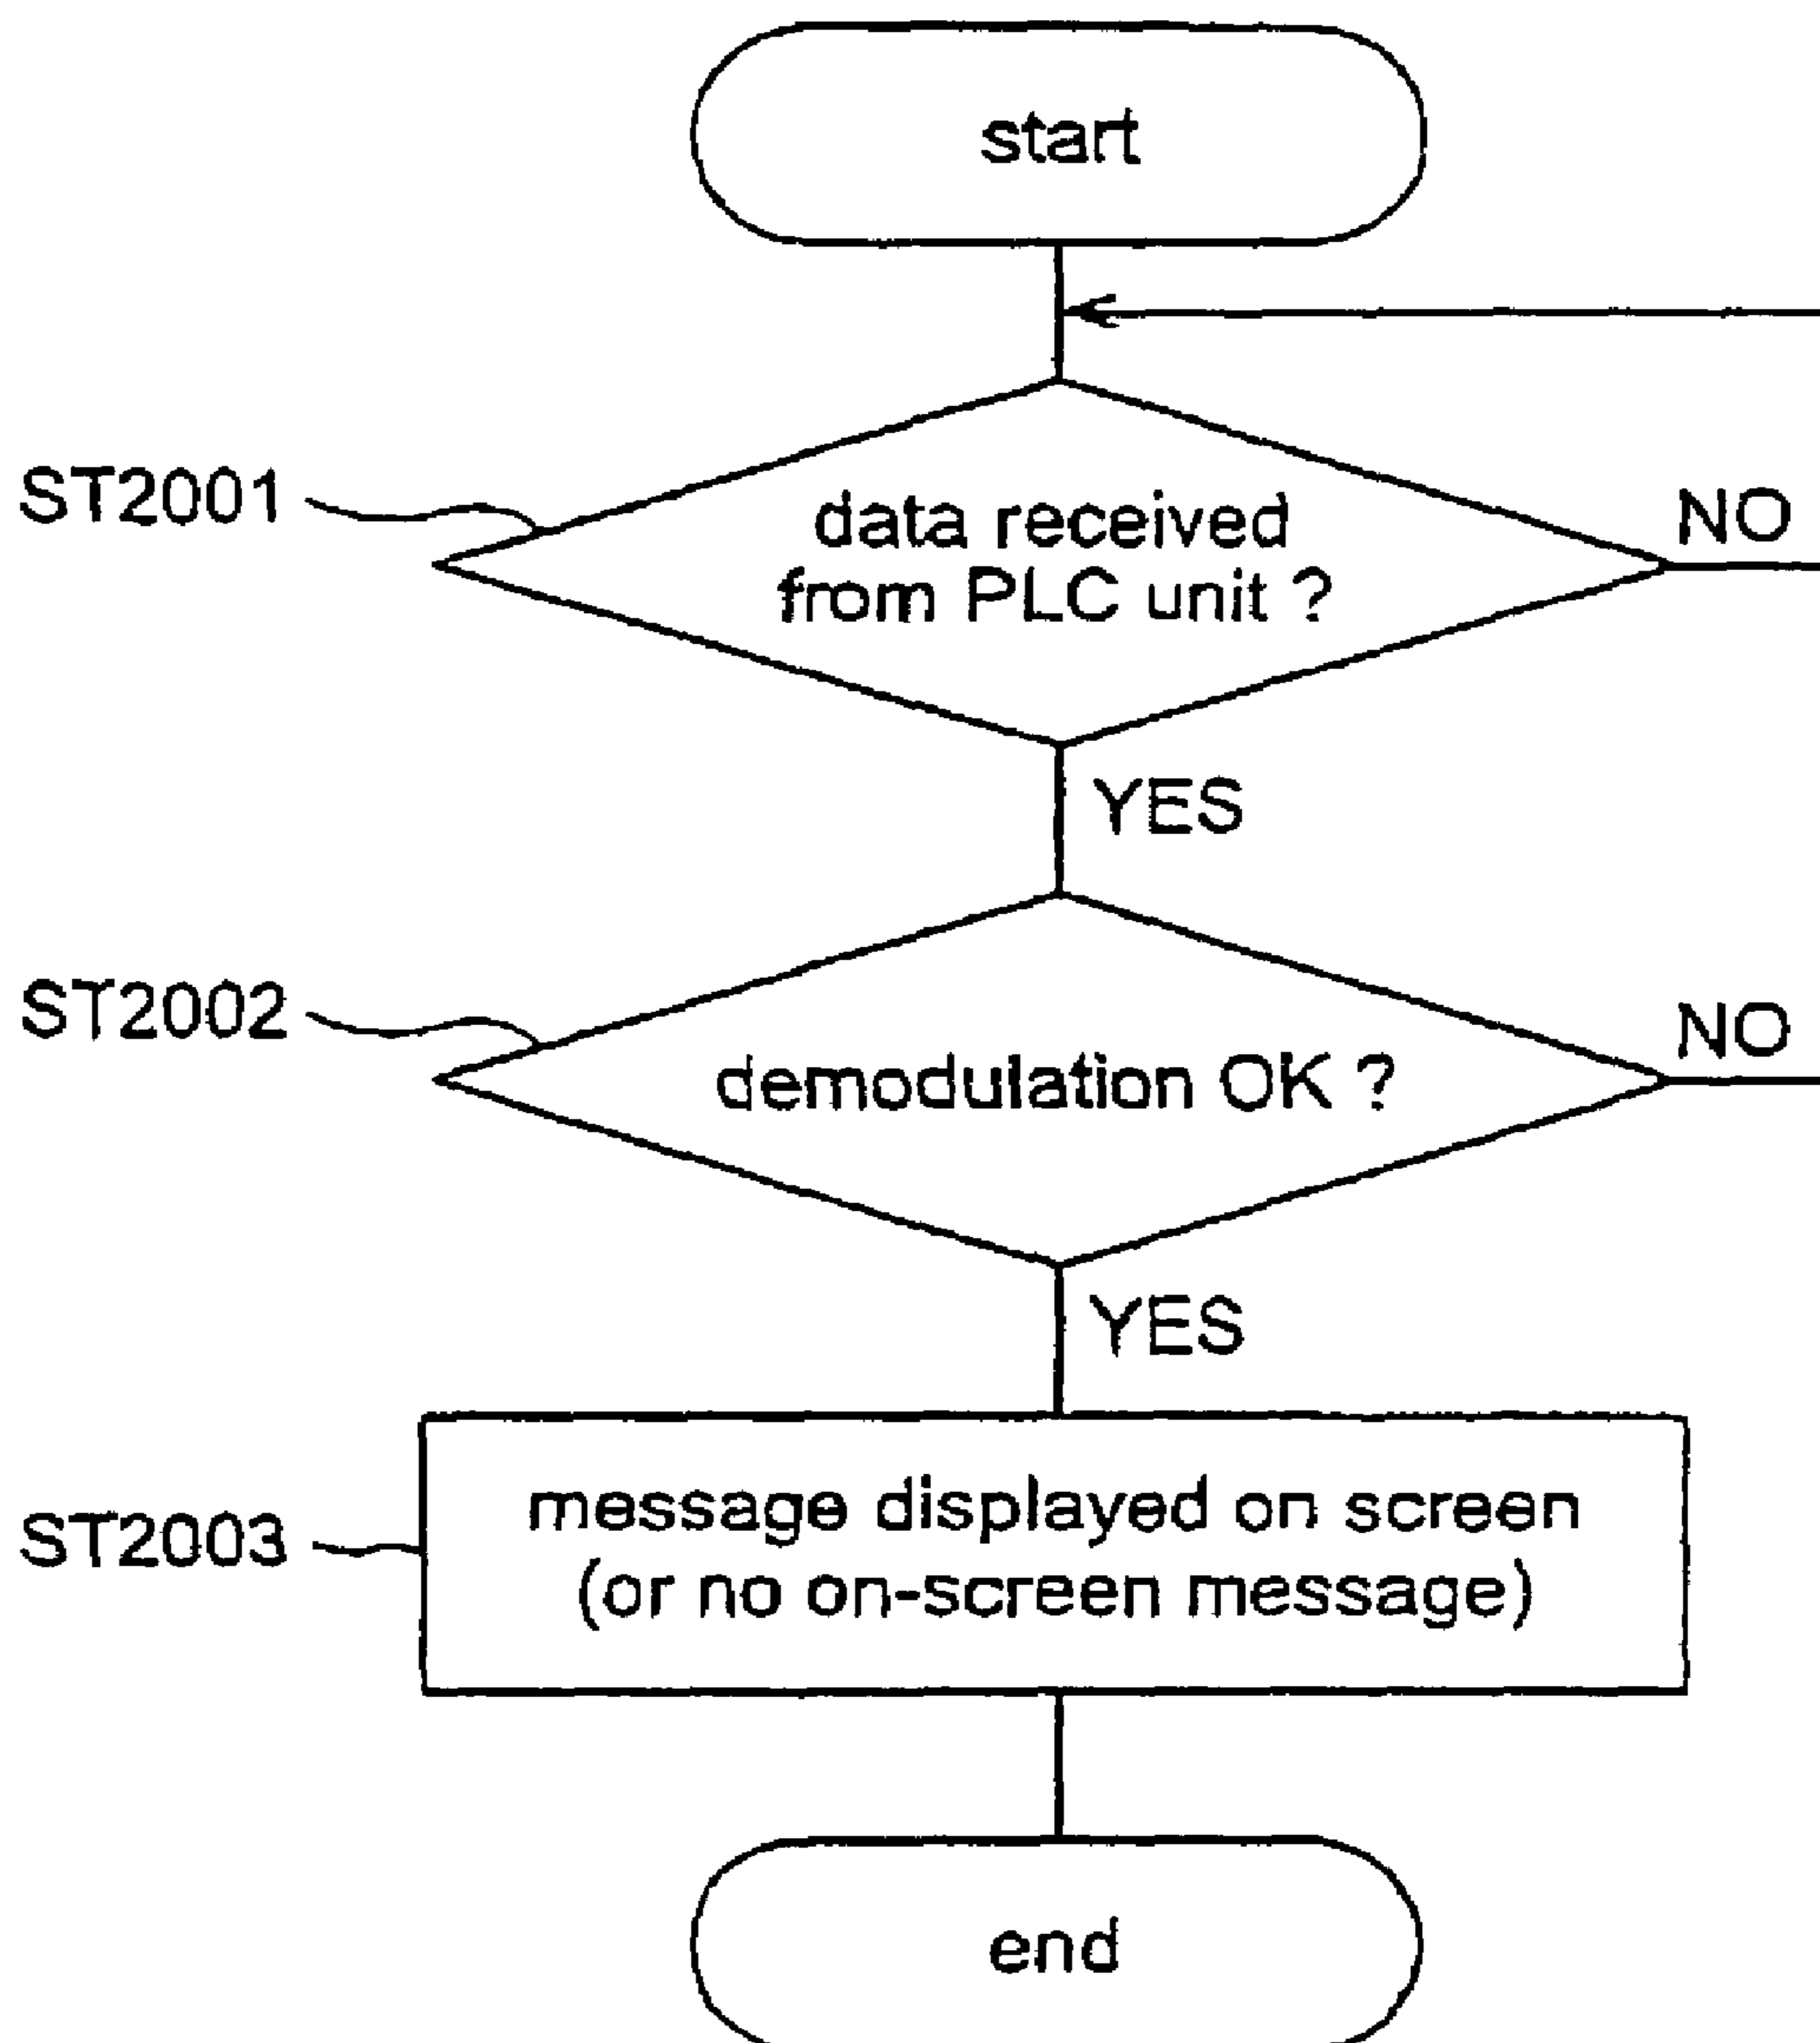 start
ST2001
data received
from PLC unit ?
NO
YES
ST2002
demodulation OK ?
NO
YES
ST2003
message displayed on screen
(or no on-screen message)
end